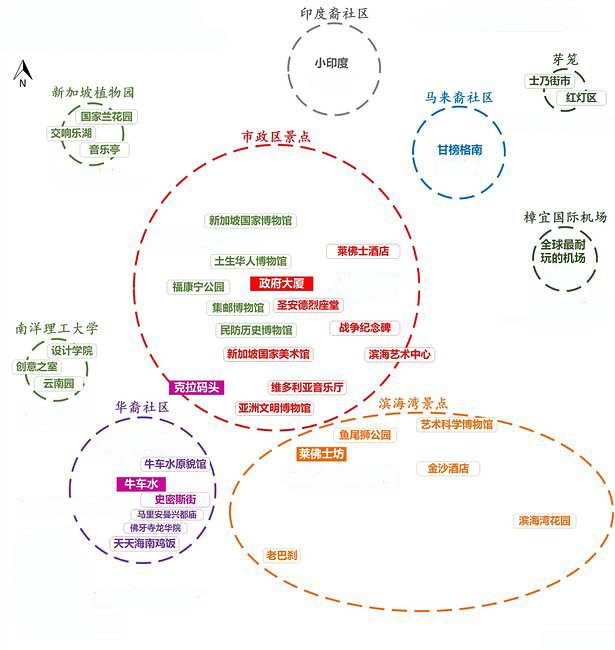 印度裔社区
小印度
N
新加坡植物园
国家兰花园
交响乐湖
音乐亭
芽笼
士乃街市
红灯区
马来裔社区
甘榜格南
市政区景点
新加坡国家博物馆
莱佛士酒店
土生华人博物馆
福康宁公园
政府大厦
集邮博物馆
圣安德烈座堂
民防历史博物馆
战争纪念碑
新加坡国家美术馆
滨海艺术中心
克拉码头
维多利亚音乐厅
亚洲文明博物馆
樟宜国际机场
全球最耐
玩的机场
南洋理工大学
设计学院
创意之室
云南园
华裔社区
牛车水原貌馆
牛车水
史密斯街
马里安曼兴都庙
佛牙寺龙华院
天天海南鸡饭
滨海湾景点
艺术科学博物馆
鱼尾狮公园
莱佛士坊
金沙酒店
滨海湾花园
老巴刹